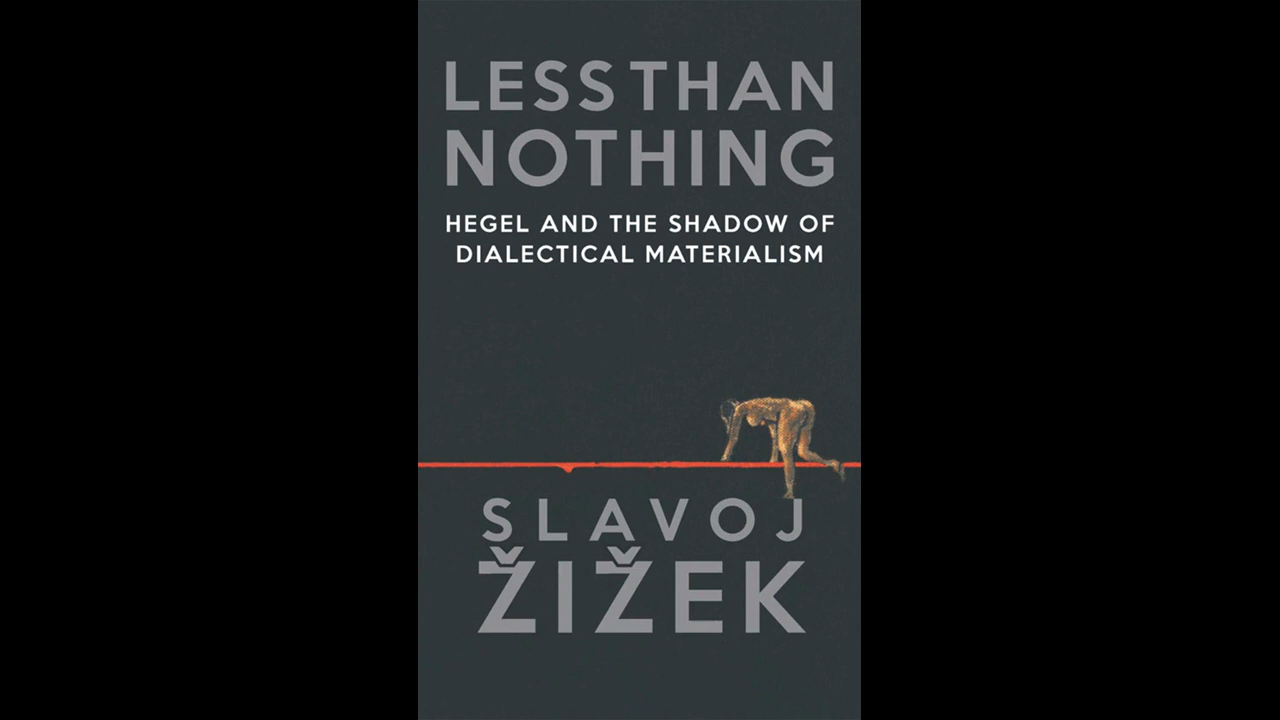 LESS THAN
NOTHING
HEGEL AND THE SHADOW OF
DIALECTICAL MATERIALISM
SLAVOJ
ŽIŽEK